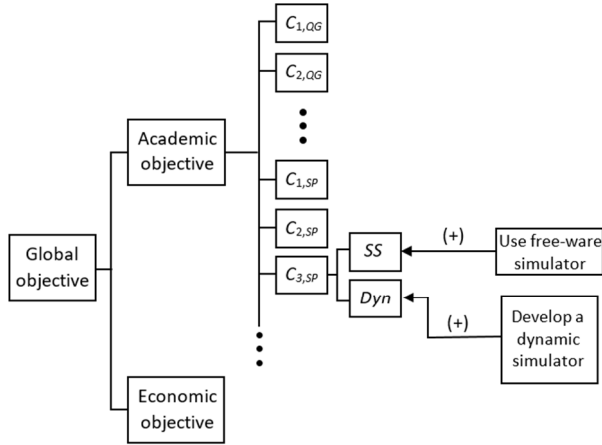 C1,QG
C2,QG
Academic
objective
C1,SP
C2,SP
Global
objective
C3,SP
SS
(+)
Use free-ware
simulator
Dyn
(+)
Develop a
dynamic
simulator
Economic
objective